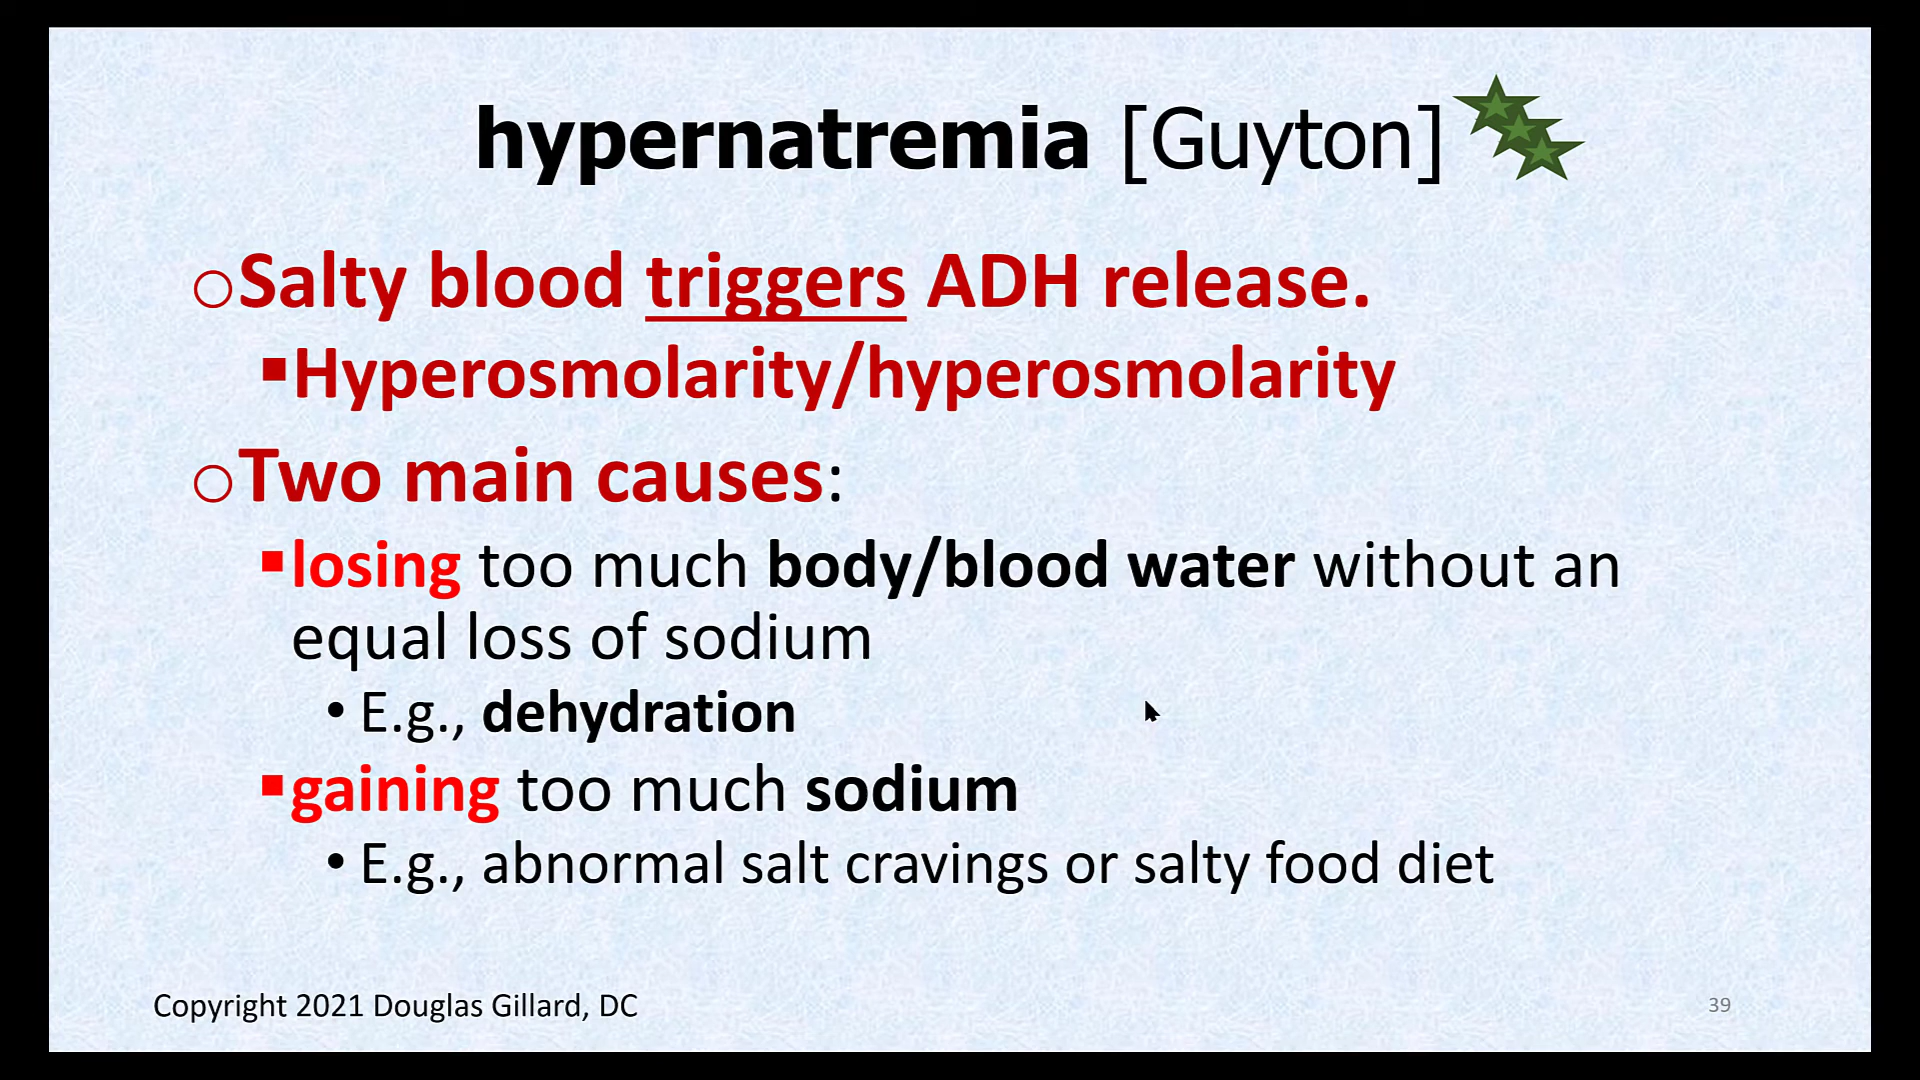 hypernatremia [Guyton]
Salty blood triggers ADH release.
Hyperosmolarity/hyperosmolarity
Two main causes:
losing too much body/blood water without an
equal loss of sodium
E.g., dehydration
gaining too much sodium
E.g., abnormal salt cravings or salty food diet
Copyright 2021 Douglas Gillard, DC
39